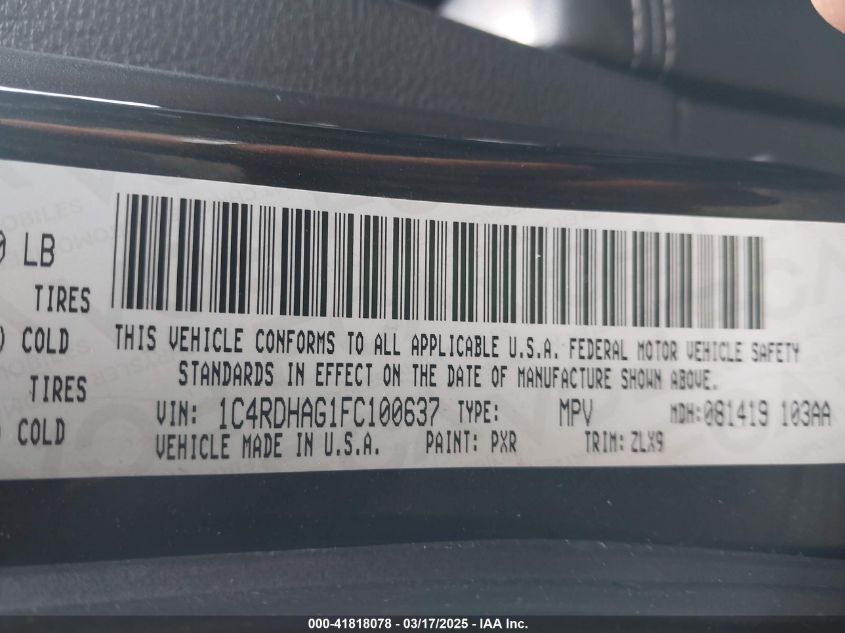 LB
TIRES
COLD
TIRES
COLD
THIS VEHICLE CONFORMS TO ALL APPLICABLE U.S.A. FEDERAL MOTOR VEHICLE SAFETY
STANDARDS IN EFFECT ON THE DATE OF MANUFACTURE SHOWN ABOVE.
VIN: 1C4RDHAG1FC100637 TYPE: MPV MDH:081419 103AA
VEHICLE MADE IN U.S.A. PAINT: PXR TRIM: ZLX9
000-41818078 - 03/17/2025 - IAA Inc.